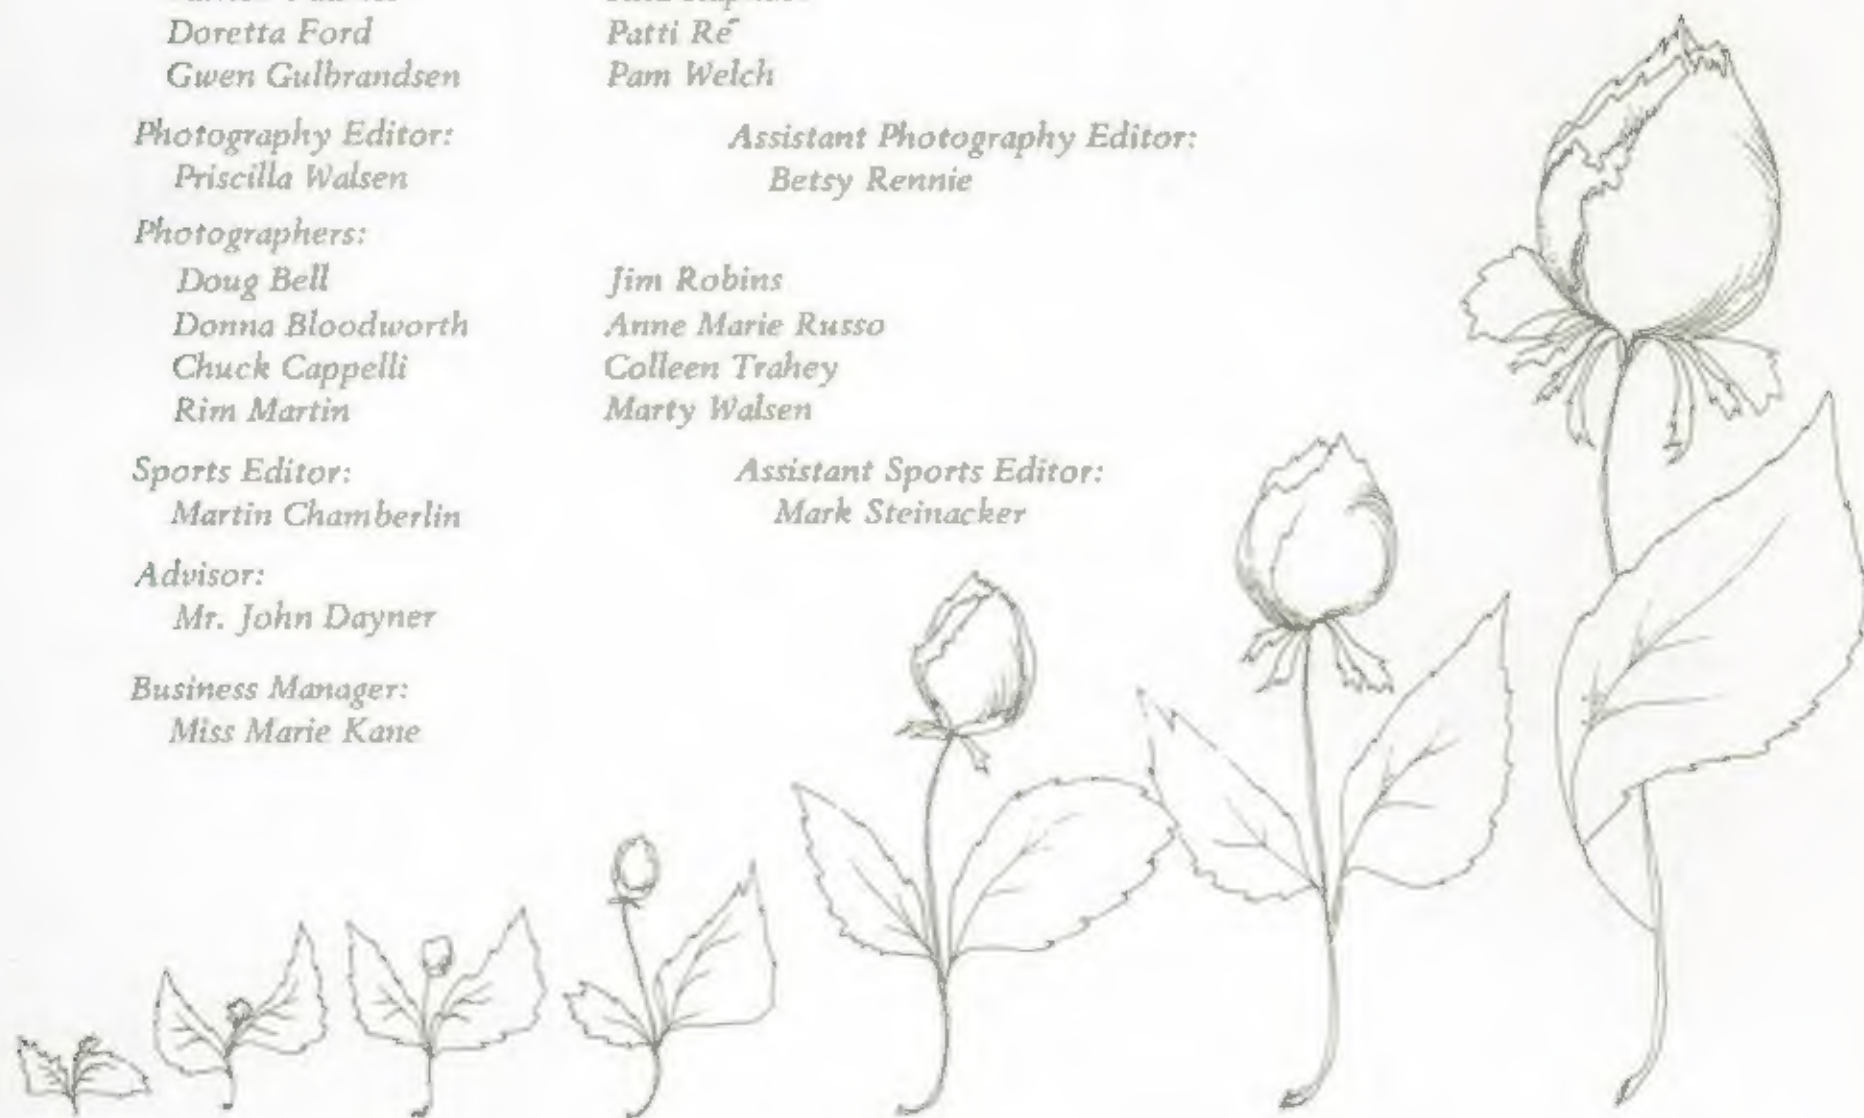 Doretta Ford Patti Ré
Gwen Gulbrandsen Pam Welch
Photography Editor: Assistant Photography Editor:
Priscilla Walsen Betsy Rennie
Photographers:
Doug Bell Jim Robins
Donna Bloodworth Anne Marie Russo
Chuck Cappelli Colleen Trahey
Rim Martin Marty Walsen
Sports Editor: Assistant Sports Editor:
Martin Chamberlin Mark Steinacker
Advisor:
Mr. John Dayner
Business Manager:
Miss Marie Kane